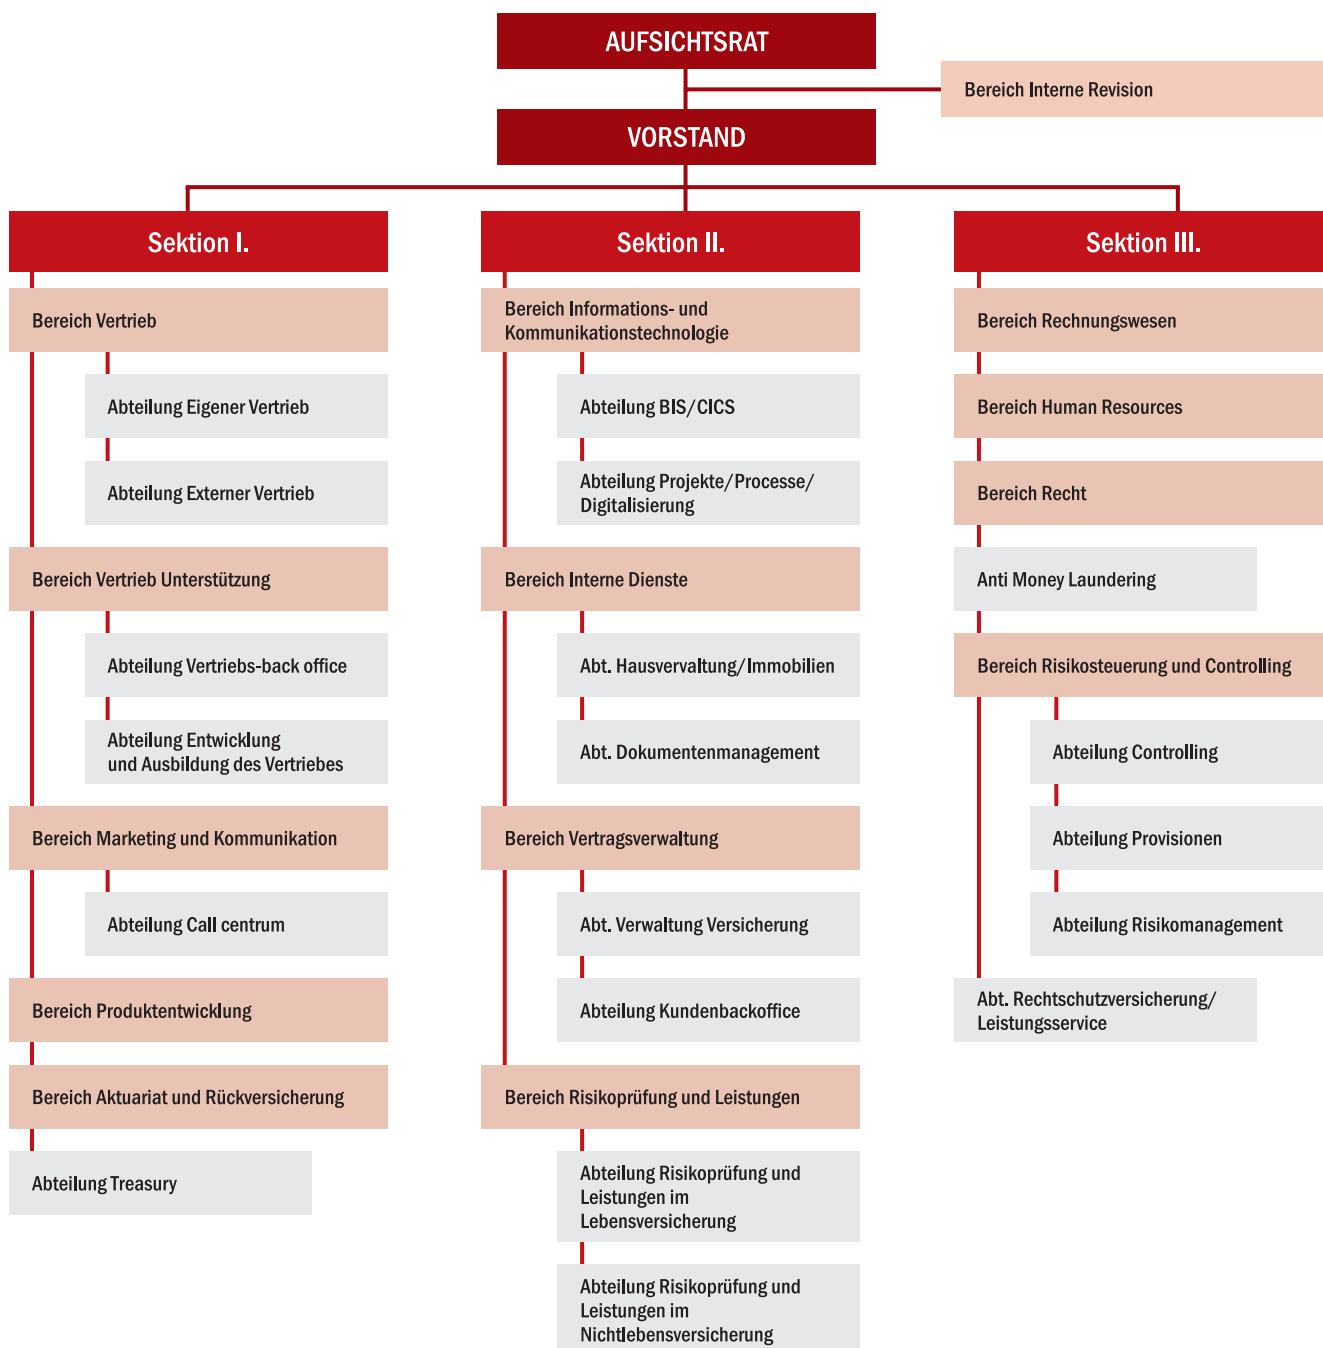 AUFSICHTSRAT
Bereich Interne Revision
VORSTAND
Sektion I.
Bereich Vertrieb
Abteilung Eigener Vertrieb
Abteilung Externer Vertrieb
Bereich Vertrieb Unterstützung
Abteilung Vertriebs-back office
Abteilung Entwicklung
und Ausbildung des Vertriebes
Bereich Marketing und Kommunikation
Abteilung Call centrum
Bereich Produktentwicklung
Bereich Aktuariat und Rückversicherung
Abteilung Treasury
Sektion II.
Bereich Informations- und
Kommunikationstechnologie
Abteilung BIS/CICS
Abteilung Projekte/Processe/
Digitalisierung
Bereich Interne Dienste
Abt. Hausvervaltung/Immobilien
Abt. Dokumentenmanagement
Bereich Vertragsverwaltung
Abt. Verwaltung Versicherung
Abteilung Kundenbackoffice
Bereich Risikoprüfung und Leistungen
Abteilung Risikoprüfung und
Leistungen im
Lebensversicherung
Abteilung Risikoprüfung und
Leistungen im
Nichtlebensversicherung
Sektion III.
Bereich Rechnungswesen
Bereich Human Resources
Bereich Recht
Anti Money Laundering
Bereich Risikosteuerung und Controlling
Abteilung Controlling
Abteilung Provisionen
Abteilung Risikomanagement
Abt. Rechtschutzversicherung/
Leistungsservice